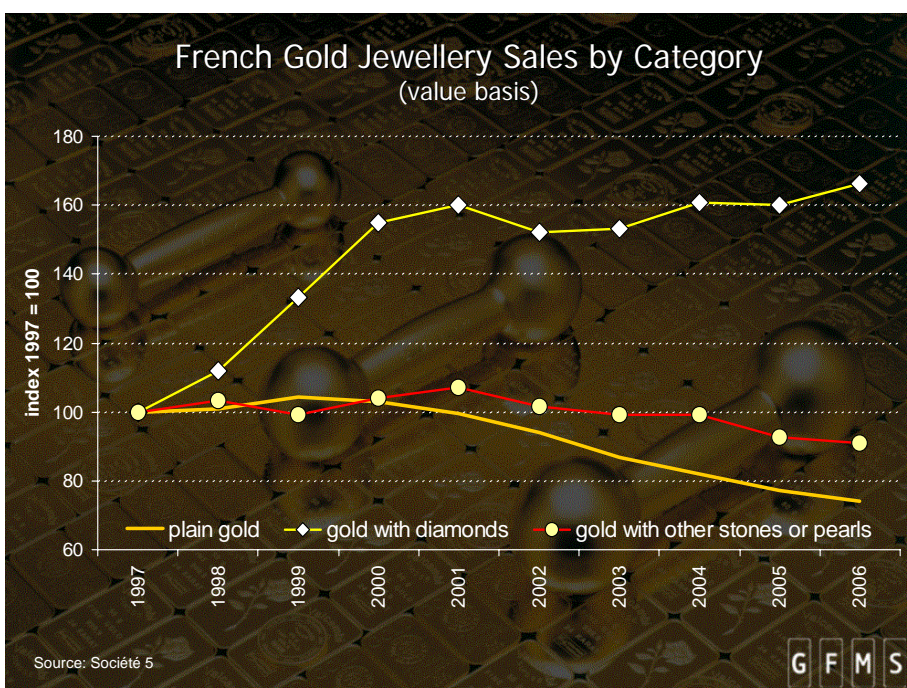 French Gold Jewellery Sales by Category
(value basis)
index 1997 = 100
180
160
140
120
100
80
60
plain gold gold with diamonds gold with other stones or pearls
1997 1998 1999 2000 2001 2002 2003 2004 2005 2006
Source: Société 5
G F M S